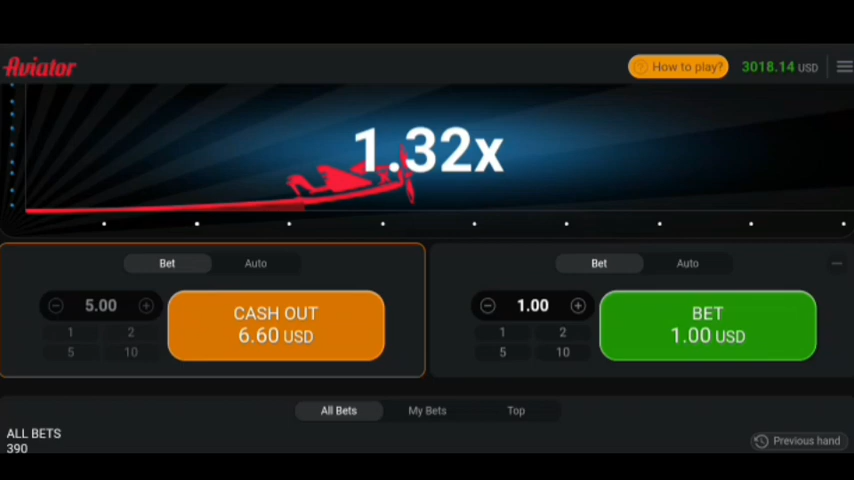 Aviator
How to play?
3018.14 USD
1.32x
Bet
Auto
5.00
1
2
5
10
CASH OUT
6.60 USD
Bet
Auto
1.00
1
2
5
10
BET
1.00 USD
All Bets
My Bets
Top
ALL BETS
390
Previous hand